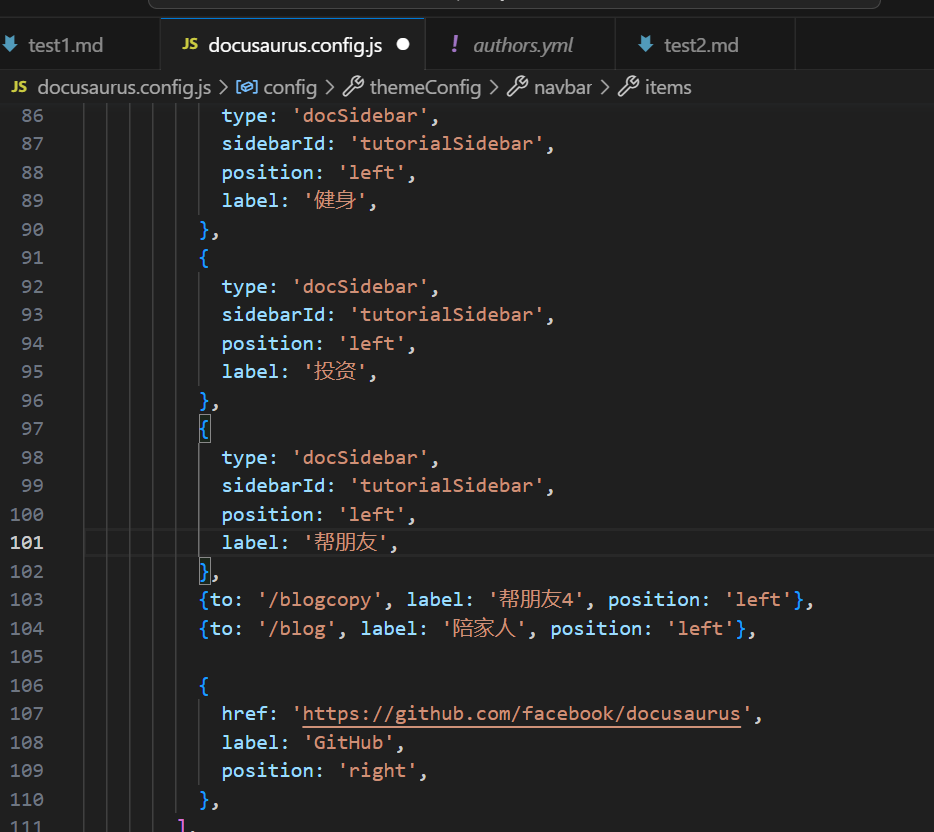 test1.md
JS docusaurus.config.js
! authors.yml
test2.md
JS docusaurus.config.js > config > themeConfig > navbar > items
86 type: 'docSidebar',
87 sidebarId: 'tutorialSidebar',
88 position: 'left',
89 label: '健身',
90 },
91 {
92 type: 'docSidebar',
93 sidebarId: 'tutorialSidebar',
94 position: 'left',
95 label: '投资',
96 },
97 {
98 type: 'docSidebar',
99 sidebarId: 'tutorialSidebar',
100 position: 'left',
101 label: '帮朋友',
102 },
103 {to: '/blogcopy', label: '帮朋友4', position: 'left'},
104 {to: '/blog', label: '陪家人', position: 'left'},
105
106 {
107 href: 'https://github.com/facebook/docusaurus',
108 label: 'GitHub',
109 position: 'right',
110 },
111 ],